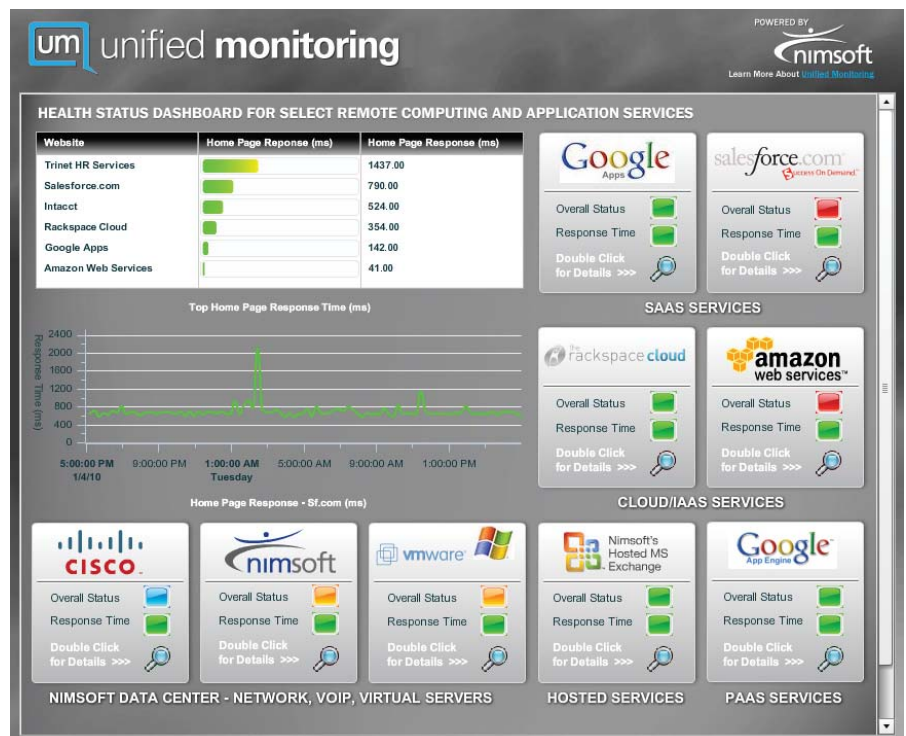 um unified monitoring
POWERED BY
nimsoft
Learn More About Unified Monitoring
HEALTH STATUS DASHBOARD FOR SELECT REMOTE COMPUTING AND APPLICATION SERVICES
Website Home Page Reponse (ms) Home Page Response (ms)
Trinet HR Services 1437.00
Salesforce.com 790.00
Intacct 524.00
Rackspace Cloud 354.00
Google Apps 142.00
Amazon Web Services 41.00
Top Home Page Response Time (ms)
Google
Apps
Overall Status
Response Time
Double Click
for Details >>>
salesforce.com
Success On Demand
Overall Status
Response Time
Double Click
for Details >>>
SAAS SERVICES
Response Time (ms)
2400
2000
1600
1200
800
400
0
5:00:00 PM 9:00:00 PM 1:00:00 AM 5:00:00 AM 9:00:00 AM 1:00:00 PM
1/4/10 Tuesday
Home Page Response - Sf.com (ms)
the
rackspace cloud
Overall Status
Response Time
Double Click
for Details >>>
amazon
web services™
Overall Status
Response Time
Double Click
for Details >>>
CLOUD/IAAS SERVICES
CISCO
Overall Status
Response Time
Double Click
for Details >>>
nimsoft
Overall Status
Response Time
Double Click
for Details >>>
vmware
Overall Status
Response Time
Double Click
for Details >>>
NIMSOFT DATA CENTER - NETWORK, VOIP, VIRTUAL SERVERS
Nimsoft's
Hosted MS
Exchange
Overall Status
Response Time
Double Click
for Details >>>
HOSTED SERVICES
Google
App Engine
Overall Status
Response Time
Double Click
for Details >>>
PAAS SERVICES